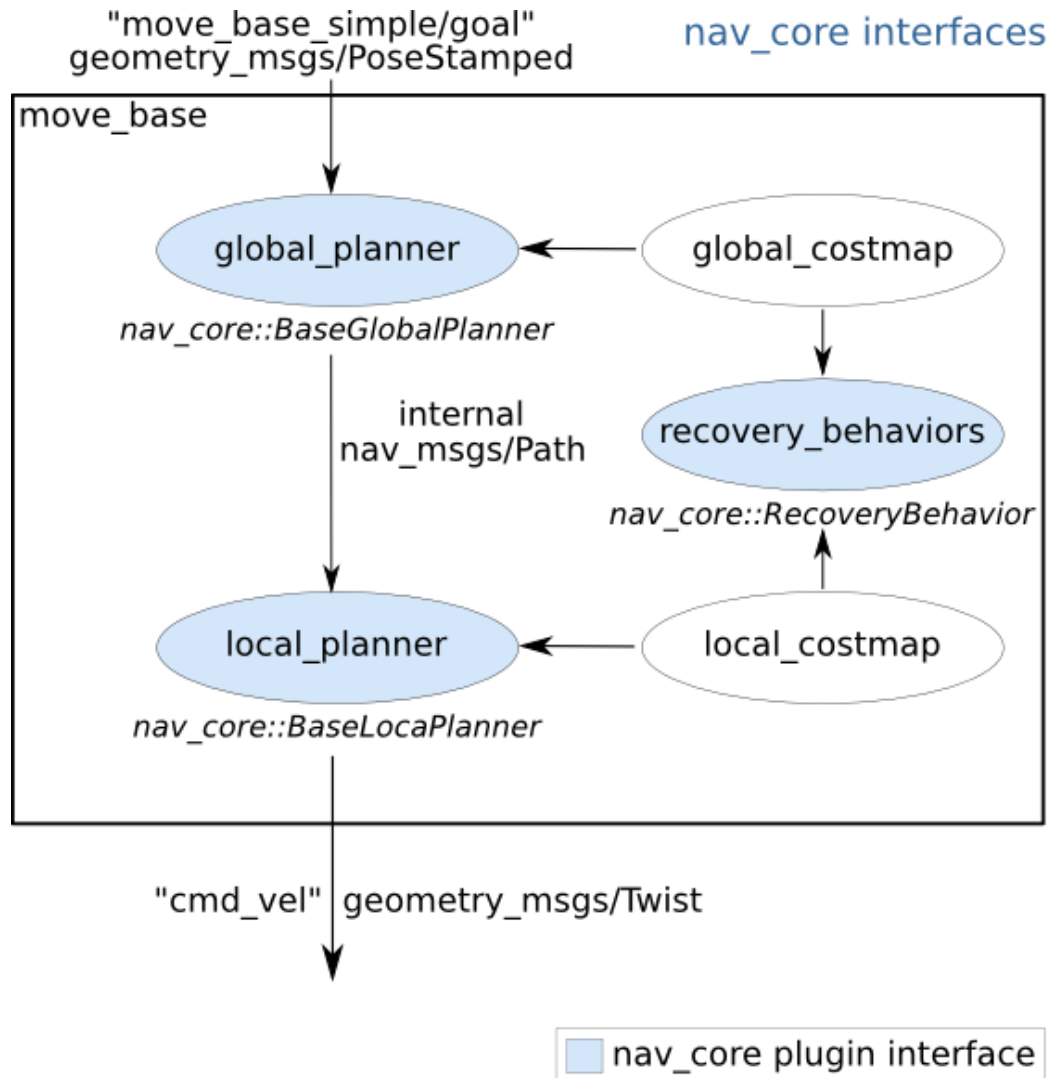 "move_base_simple/goal"
geometry_msgs/PoseStamped
nav_core interfaces
move_base
global_planner
global_costmap
nav_core::BaseGlobalPlanner
internal
nav_msgs/Path
recovery_behaviors
nav_core::RecoveryBehavior
local_planner
local_costmap
nav_core::BaseLocaPlanner
"cmd_vel" geometry_msgs/Twist
nav_core plugin interface